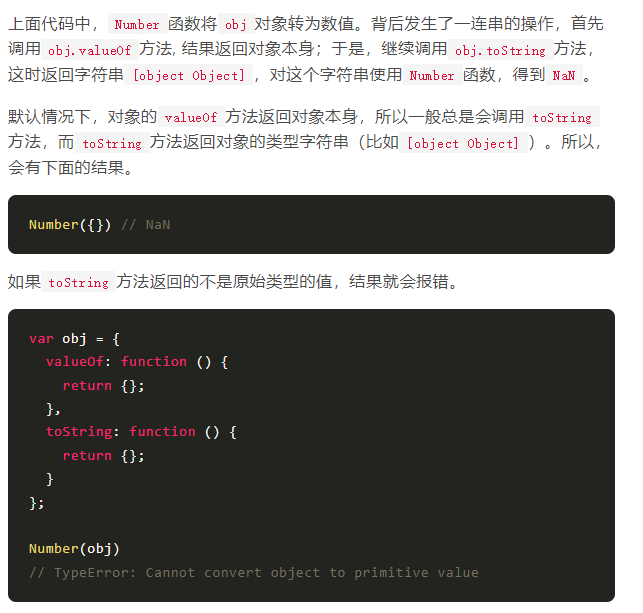 上面代码中， Number 函数将 obj 对象转为数值。背后发生了一连串的操作，首先
调用 obj.valueOf 方法, 结果返回对象本身；于是，继续调用 obj.toString 方法，
这时返回字符串 [object Object] ，对这个字符串使用 Number 函数，得到 NaN 。
默认情况下，对象的 valueOf 方法返回对象本身，所以一般总是会调用 toString
方法，而 toString 方法返回对象的类型字符串（比如 [object Object] ）。所以，
会有下面的结果。
Number({}) // NaN
如果 toString 方法返回的不是原始类型的值，结果就会报错。
var obj = {
  valueOf: function () {
    return {};
  },
  toString: function () {
    return {};
  }
};
Number(obj)
// TypeError: Cannot convert object to primitive value